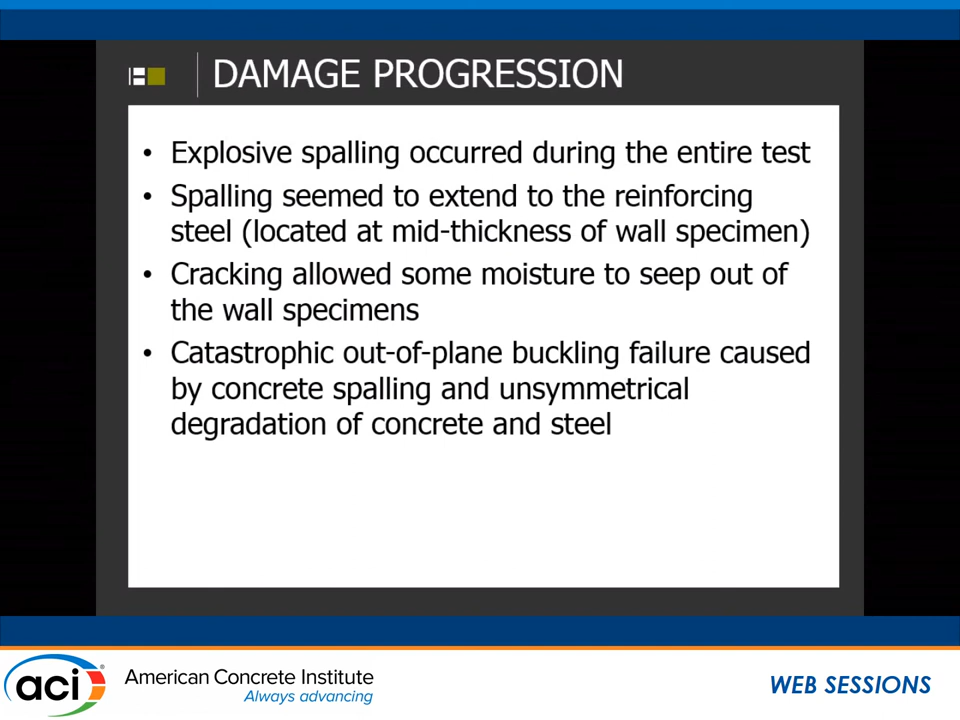 DAMAGE PROGRESSION
• Explosive spalling occurred during the entire test
• Spalling seemed to extend to the reinforcing
steel (located at mid-thickness of wall specimen)
• Cracking allowed some moisture to seep out of
the wall specimens
• Catastrophic out-of-plane buckling failure caused
by concrete spalling and unsymmetrical
degradation of concrete and steel
aci®
American Concrete Institute
Always advancing
WEB SESSIONS